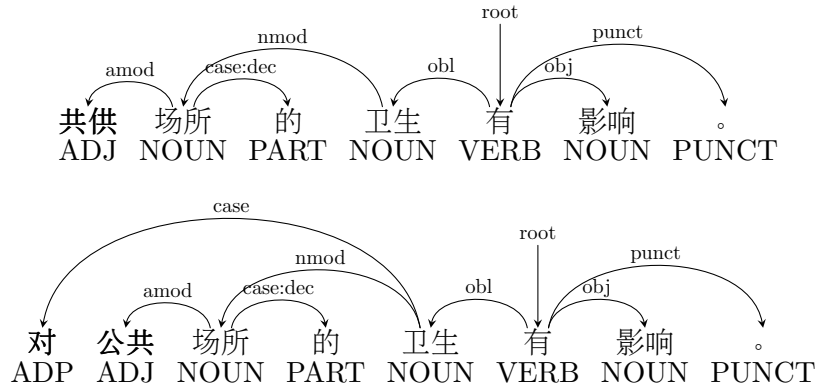 root
nmod
punct
amod
case:dec
obl
obj
共供 场所 的 卫生 有 影响 。
ADJ NOUN PART NOUN VERB NOUN PUNCT
case
root
nmod
punct
amod
case:dec
obl
obj
对 公共 场所 的 卫生 有 影响 。
ADP ADJ NOUN PART NOUN VERB NOUN PUNCT